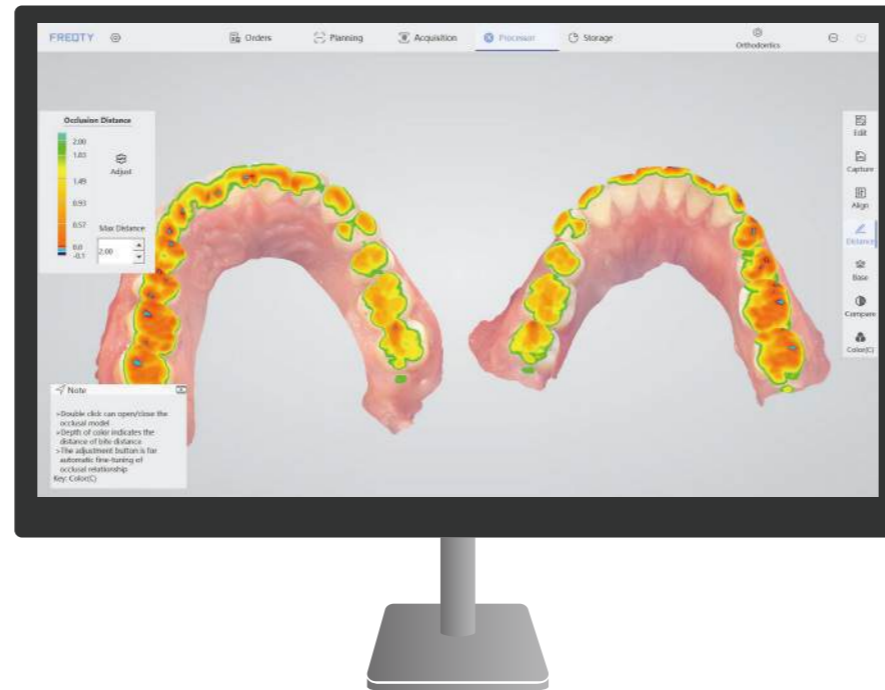 FREQTY
Orders
Planning
Acquisition
Processor
Storage
Orthodontics
Occlusion Distance
2.00
1.83
1.49
0.93
0.57
0.0
-0.1
Adjust
Max Distance
2.00
Edit
Capture
Align
Distance
Base
Compare
Color(C)
Note
»Double click can open/close the
occlusal model
»Depth of color indicates the
distance of bite distance
»The adjustment button is for
automatic fine-tuning of
occlusal relationship
Key: Color(C)